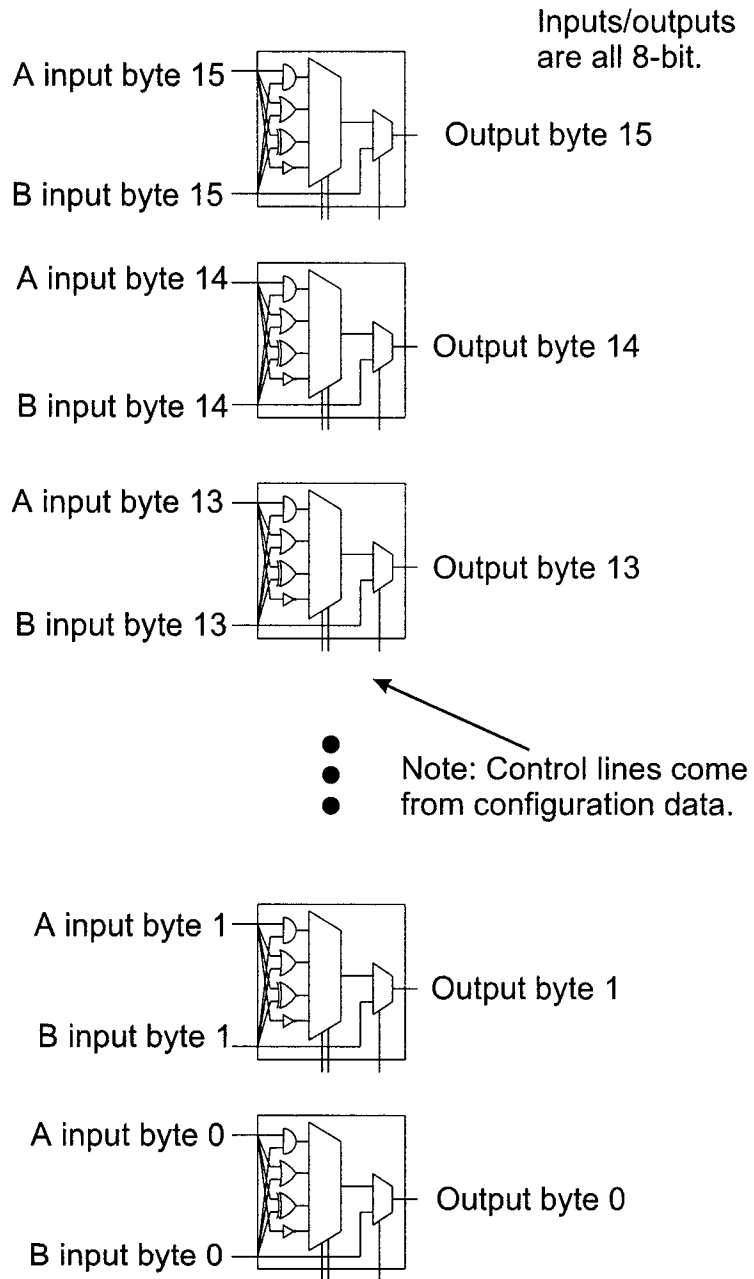 Inputs/outputs
are all 8-bit.
A input byte 15
Output byte 15
B input byte 15
A input byte 14
Output byte 14
B input byte 14
A input byte 13
Output byte 13
B input byte 13
Note: Control lines come
from configuration data.
A input byte 1
Output byte 1
B input byte 1
A input byte 0
Output byte 0
B input byte 0